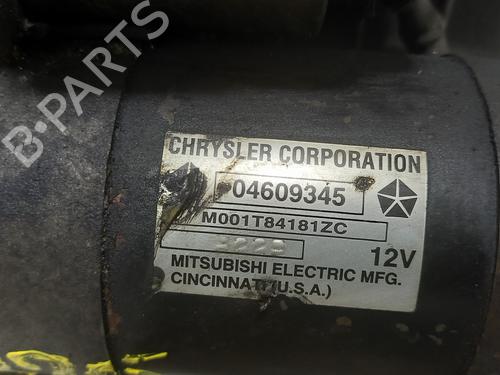 B-PARTS
CHRYSLER CORPORATION
04609345
M001T84181ZC
12V
MITSUBISHI ELECTRIC MFG.
CINCINNATI (U.S.A.)